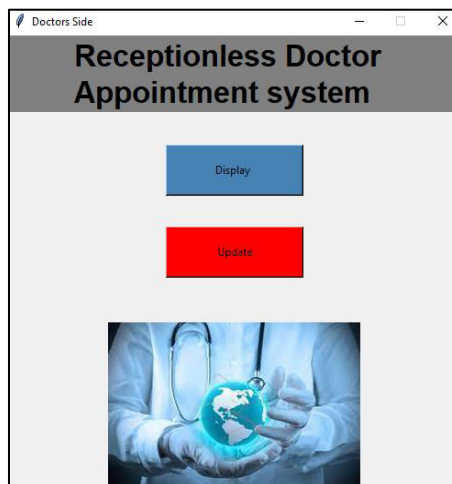 Doctors Side
Receptionless Doctor
Appointment system
Display
Update